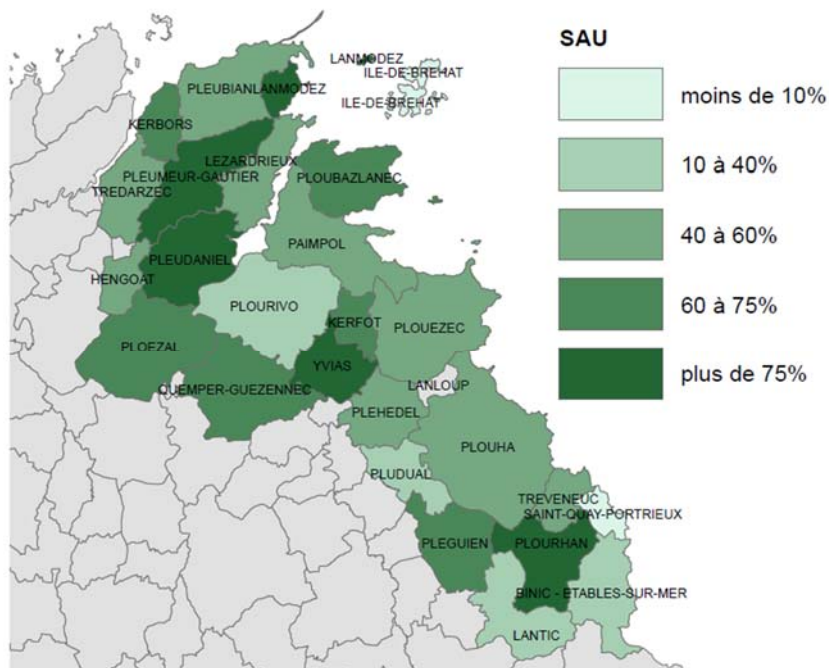 SAU
moins de 10%
10 à 40%
40 à 60%
60 à 75%
plus de 75%
LANMODEZ
ILE-DE-BREHAT
PLEUBIAN
LANMODEZ
ILE-DE-BREHAT
KERBORS
LEZARDRIEUX
PLEUMEUR-GAUTIER
PLOUBAZLANEC
TREDARZEC
PAIMPOL
PLEUDANIEL
HENGOAT
PLOURIVO
KERFOT
PLOUEZEC
PLOEZAL
YVIAS
QUEMPER-GUEZENNEC
LANLOUP
PLEHEDEL
PLOUHA
PLUDUAL
TREVENEUC
SAINT-QUAY-PORTRIEUX
PLEGUIEN
PLOURHAN
BINIC - ETABLES-SUR-MER
LANTIC